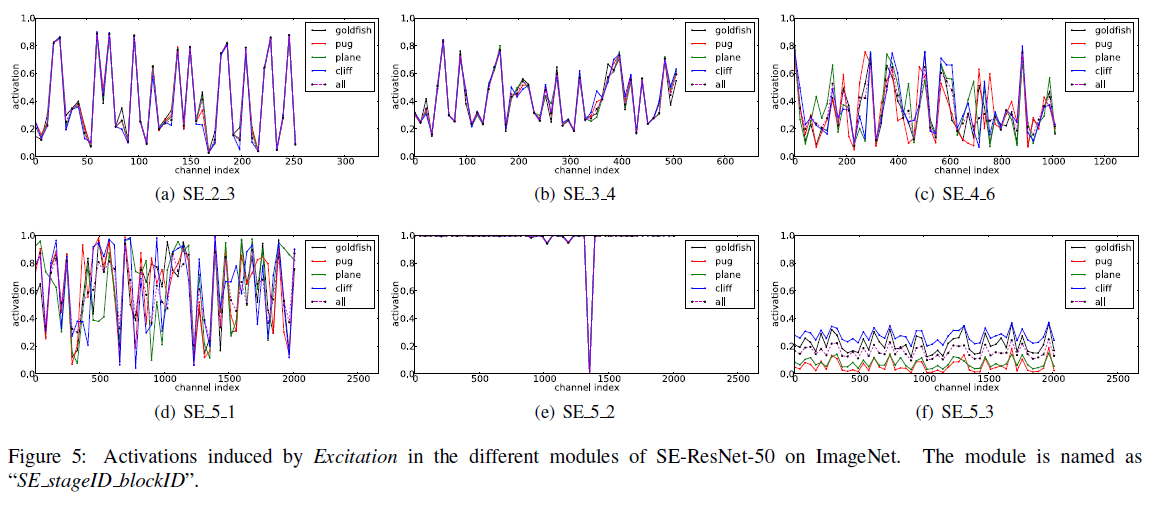 1.0
0.8
0.6
0.4
0.2
0.0
activation
0 50 100 150 200 250 300
channel index
goldfish
pug
plane
cliff
all
(a) SE_2_3
1.0
0.8
0.6
0.4
0.2
0.0
activation
0 100 200 300 400 500 600
channel index
goldfish
pug
plane
cliff
all
(b) SE_3_4
1.0
0.8
0.6
0.4
0.2
0.0
activation
0 200 400 600 800 1000 1200
channel index
goldfish
pug
plane
cliff
all
(c) SE_4_6
1.0
0.8
0.6
0.4
0.2
0.0
activation
0 500 1000 1500 2000 2500
channel index
goldfish
pug
plane
cliff
all
(d) SE_5_1
1.0
0.8
0.6
0.4
0.2
0.0
activation
0 500 1000 1500 2000 2500
channel index
goldfish
pug
plane
cliff
all
(e) SE_5_2
1.0
0.8
0.6
0.4
0.2
0.0
activation
0 500 1000 1500 2000 2500
channel index
goldfish
pug
plane
cliff
all
(f) SE_5_3
Figure 5: Activations induced by Excitation in the different modules of SE-ResNet-50 on ImageNet. The module is named as
“SE_stageID_blockID”.